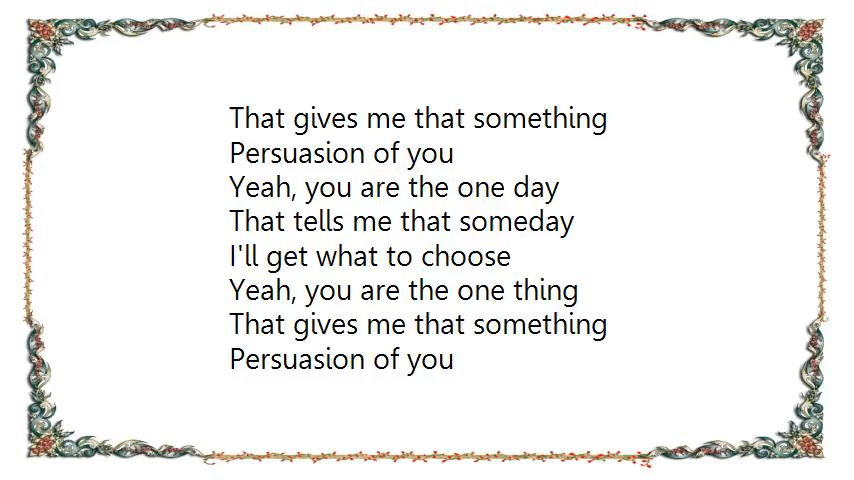 That gives me that something
Persuasion of you
Yeah, you are the one day
That tells me that someday
I'll get what to choose
Yeah, you are the one thing
That gives me that something
Persuasion of you